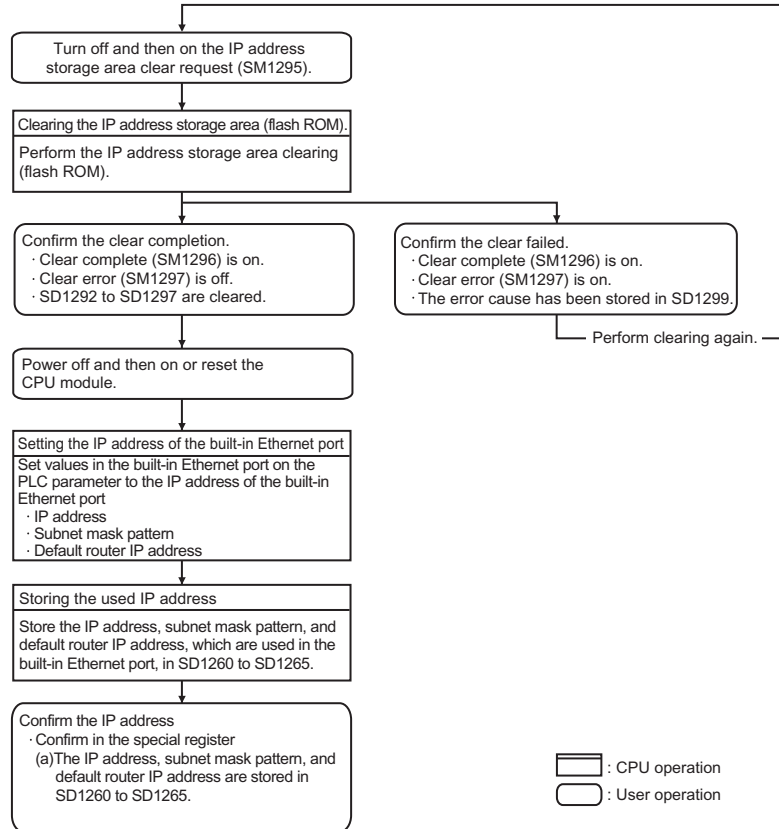 Turn off and then on the IP address
storage area clear request (SM1295).
Clearing the IP address storage area (flash ROM).
Perform the IP address storage area clearing
(flash ROM).
Confirm the clear completion.
· Clear complete (SM1296) is on.
· Clear error (SM1297) is off.
· SD1292 to SD1297 are cleared.
Confirm the clear failed.
· Clear complete (SM1296) is on.
· Clear error (SM1297) is on.
· The error cause has been stored in SD1299.
Perform clearing again.
Power off and then on or reset the
CPU module.
Setting the IP address of the built-in Ethernet port
Set values in the built-in Ethernet port on the
PLC parameter to the IP address of the built-in
Ethernet port
· IP address
· Subnet mask pattern
· Default router IP address
Storing the used IP address
Store the IP address, subnet mask pattern, and
default router IP address, which are used in the
built-in Ethernet port, in SD1260 to SD1265.
Confirm the IP address
· Confirm in the special register
(a)The IP address, subnet mask pattern, and
default router IP address are stored in
SD1260 to SD1265.
: CPU operation
: User operation